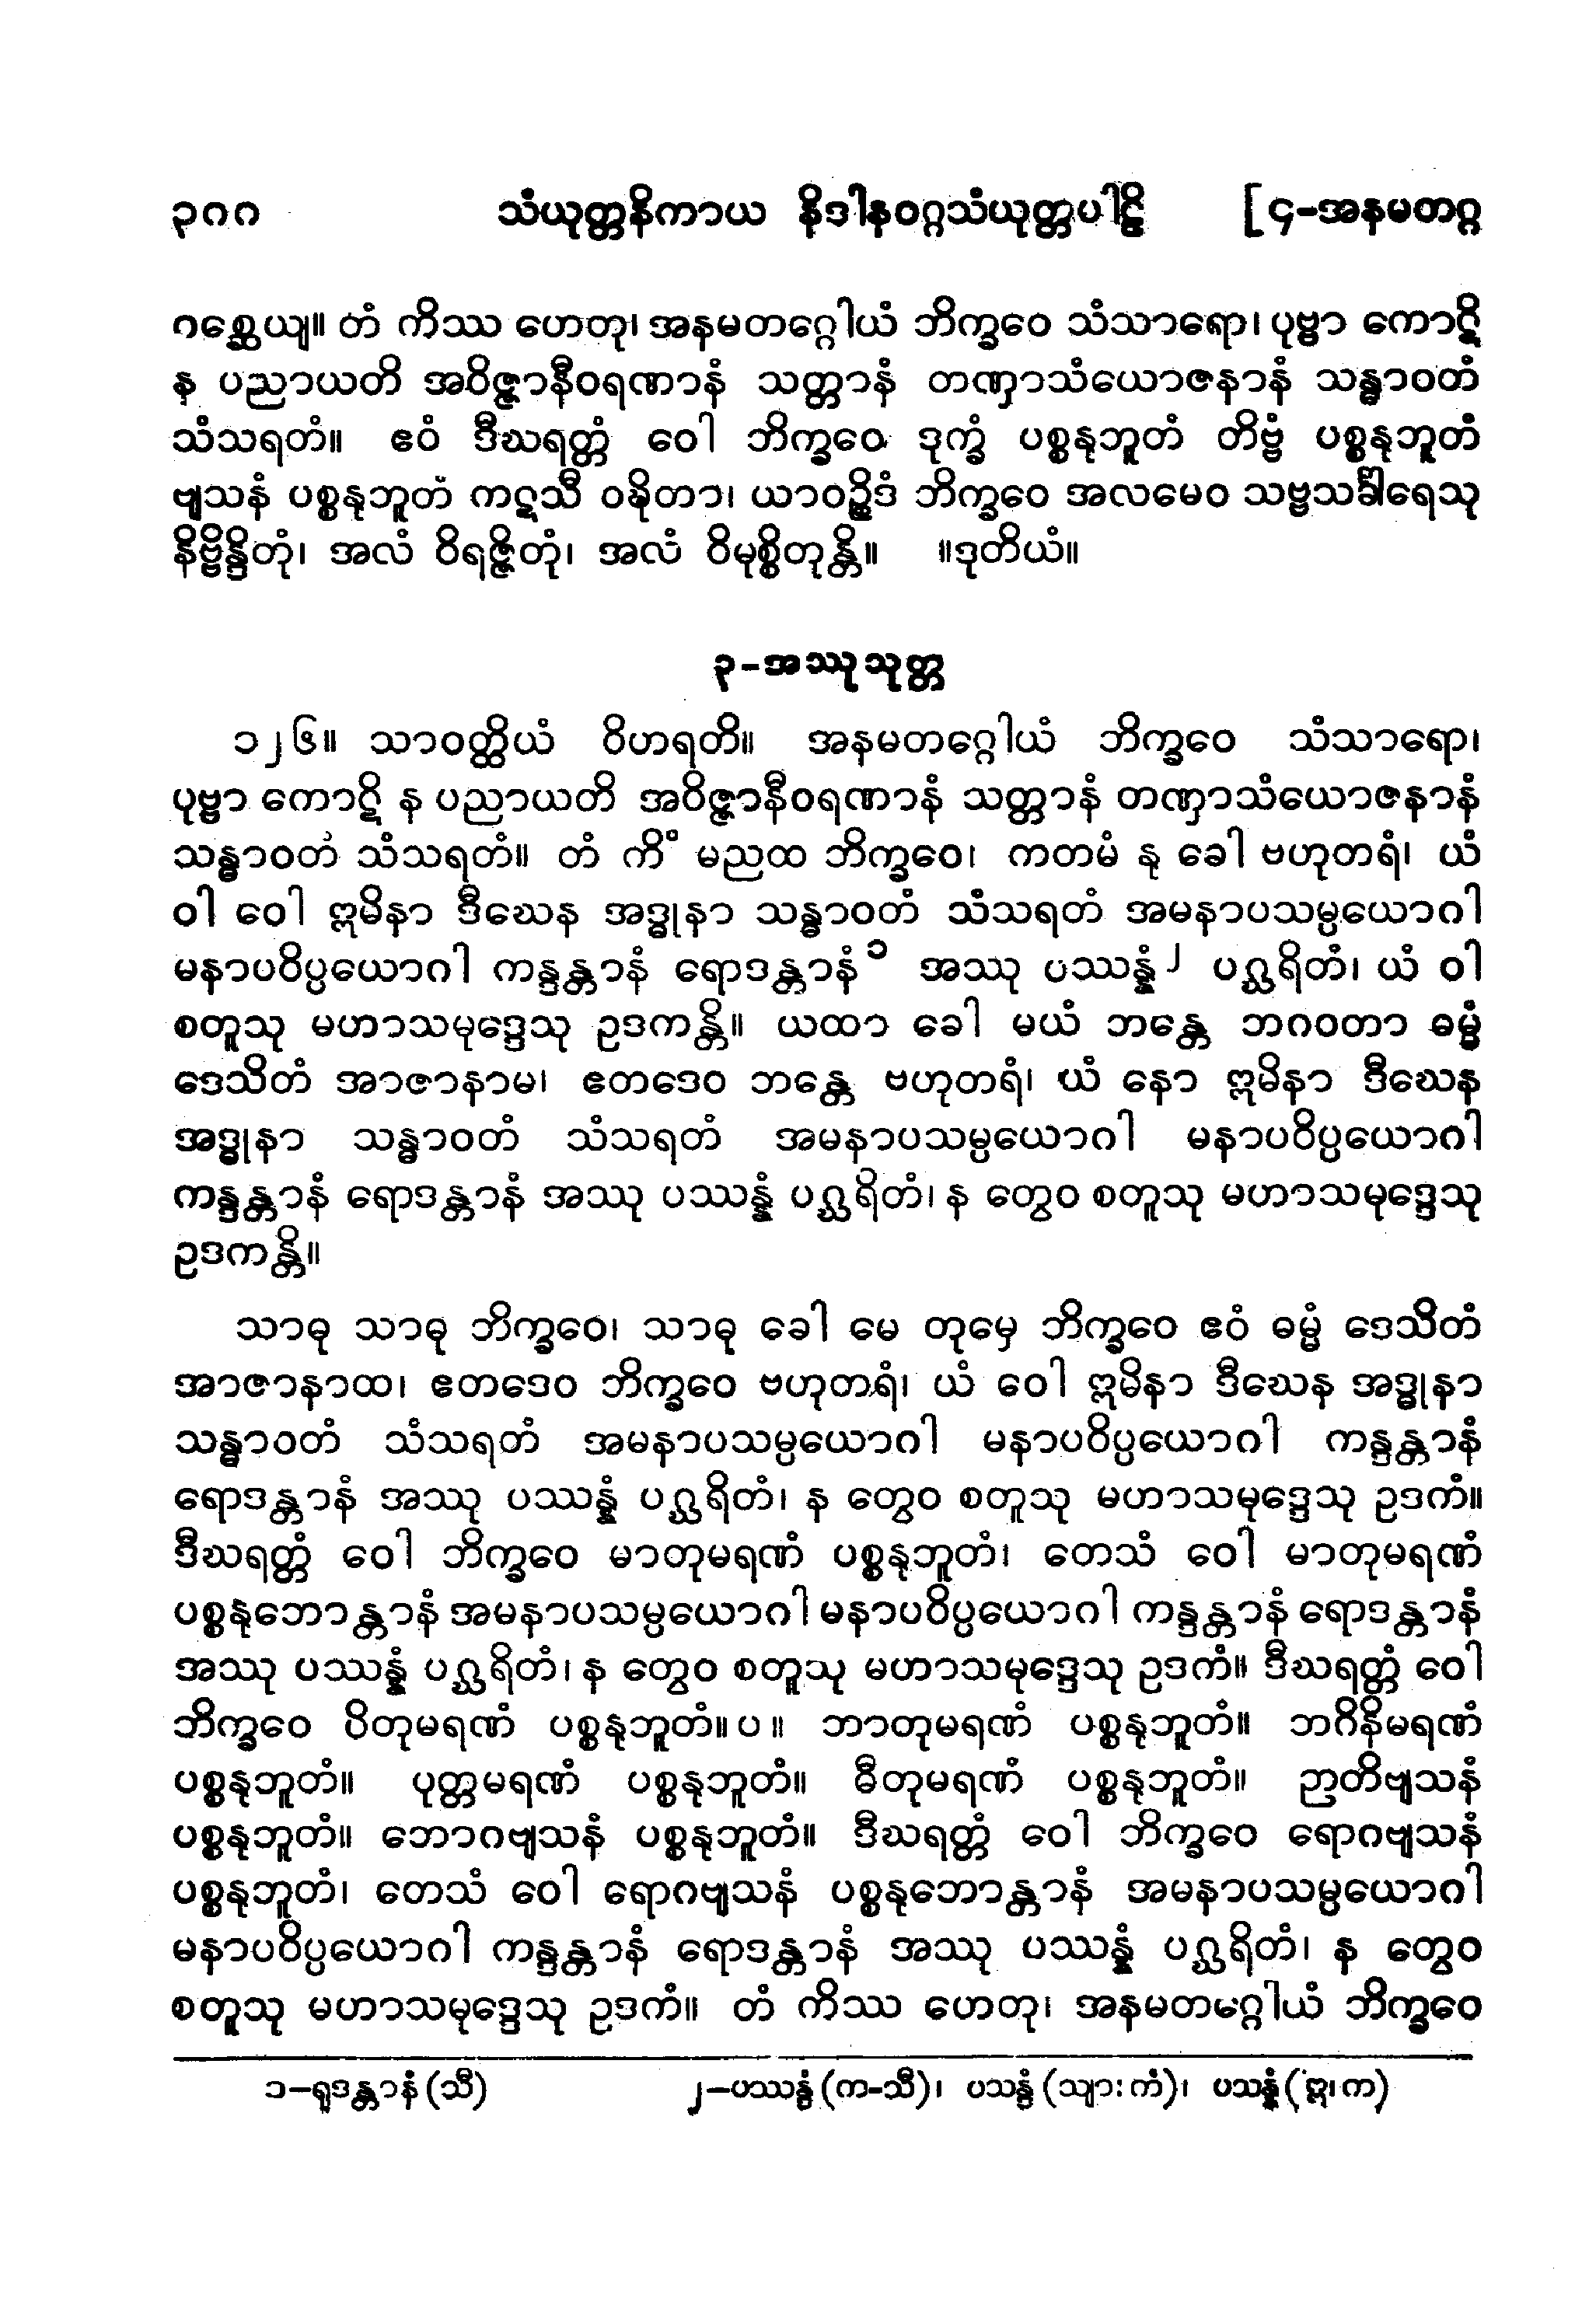 ၃၈၈ သံယုတ္တနိကာယ နိဒါနဝဂ္ဂသံယုတ္တပါဠိ [၄-အနမတဂ္ဂ
ဂစ္ဆေယျ။ တံ ကိဿ ဟေတု၊ အနမတဂ္ဂေါယံ ဘိက္ခဝေ သံသာရော၊ ပုဗ္ဗာ ကောဋိ
န ပညာယတိ အဝိဇ္ဇာနီဝရဏာနံ သတ္တာနံ တဏှာသံယောဇနာနံ သန္ဓာဝတံ
သံသရတံ။ ဧဝံ ဒီဃရတ္တံ ဝေါ ဘိက္ခဝေ ဒုက္ခံ ပစ္စနုဘူတံ တိဗ္ဗံ ပစ္စနုဘူတံ
ဗျသနံ ပစ္စနုဘူတံ ကဋသီ ဝဍ္ဎိတာ၊ ယာဝဉ္စိဒံ ဘိက္ခဝေ အလမေဝ သဗ္ဗသင်္ခါရေသု
နိဗ္ဗိန္ဒိတုံ၊ အလံ ဝိရဇ္ဇိတုံ၊ အလံ ဝိမုစ္စိတုန္တိ။ ။ဒုတိယံ။
၃-အဿုသုတ္တ
၁၂၆။ သာဝတ္ထိယံ ဝိဟရတိ။ အနမတဂ္ဂေါယံ ဘိက္ခဝေ သံသာရော၊
ပုဗ္ဗာ ကောဋိ န ပညာယတိ အဝိဇ္ဇာနီဝရဏာနံ သတ္တာနံ တဏှာသံယောဇနာနံ
သန္ဓာဝတံ သံသရတံ။ တံ ကိံ မညထ ဘိက္ခဝေ၊ ကတမံ နု ခေါ ဗဟုတရံ၊ ယံ
ဝါ ဝေါ ဣမိနာ ဒီဃေန အဒ္ဓုနာ သန္ဓာဝတံ သံသရတံ အမနာပသမ္ပယောဂါ
မနာပဝိပ္ပယောဂါ ကန္ဒန္တာနံ ရောဒန္တာနံ၁ အဿု ပဿန္နံ၂ ပဂ္ဃရိတံ၊ ယံ ဝါ
စတူသု မဟာသမုဒ္ဒေသု ဥဒကန္တိ။ ယထာ ခေါ မယံ ဘန္တေ ဘဂဝတာ ဓမ္မံ
ဒေသိတံ အာဇာနာမ၊ ဧတဒေဝ ဘန္တေ ဗဟုတရံ၊ ယံ နော ဣမိနာ ဒီဃေန
အဒ္ဓုနာ သန္ဓာဝတံ သံသရတံ အမနာပသမ္ပယောဂါ မနာပဝိပ္ပယောဂါ
ကန္ဒန္တာနံ ရောဒန္တာနံ အဿု ပဿန္နံ ပဂ္ဃရိတံ၊ န တွေဝ စတူသု မဟာသမုဒ္ဒေသု
ဥဒကန္တိ။
သာဓု သာဓု ဘိက္ခဝေ၊ သာဓု ခေါ မေ တုမှေ ဘိက္ခဝေ ဧဝံ ဓမ္မံ ဒေသိတံ
အာဇာနာထ၊ ဧတဒေဝ ဘိက္ခဝေ ဗဟုတရံ၊ ယံ ဝေါ ဣမိနာ ဒီဃေန အဒ္ဓုနာ
သန္ဓာဝတံ သံသရတံ အမနာပသမ္ပယောဂါ မနာပဝိပ္ပယောဂါ ကန္ဒန္တာနံ
ရောဒန္တာနံ အဿု ပဿန္နံ ပဂ္ဃရိတံ၊ န တွေဝ စတူသု မဟာသမုဒ္ဒေသု ဥဒကံ။
ဒီဃရတ္တံ ဝေါ ဘိက္ခဝေ မာတုမရဏံ ပစ္စနုဘူတံ၊ တေသံ ဝေါ မာတုမရဏံ
ပစ္စနုဘောန္တာနံ အမနာပသမ္ပယောဂါ မနာပဝိပ္ပယောဂါ ကန္ဒန္တာနံ ရောဒန္တာနံ
အဿု ပဿန္နံ ပဂ္ဃရိတံ၊ န တွေဝ စတူသု မဟာသမုဒ္ဒေသု ဥဒကံ။ ဒီဃရတ္တံ ဝေါ
ဘိက္ခဝေ ပိတုမရဏံ ပစ္စနုဘူတံ။ ပ ။ ဘာတုမရဏံ ပစ္စနုဘူတံ။ ဘဂိနိမရဏံ
ပစ္စနုဘူတံ။ ပုတ္တမရဏံ ပစ္စနုဘူတံ။ ဓီတုမရဏံ ပစ္စနုဘူတံ။ ဉာတိဗျသနံ
ပစ္စနုဘူတံ။ ဘောဂဗျသနံ ပစ္စနုဘူတံ။ ဒီဃရတ္တံ ဝေါ ဘိက္ခဝေ ရောဂဗျသနံ
ပစ္စနုဘူတံ၊ တေသံ ဝေါ ရောဂဗျသနံ ပစ္စနုဘောန္တာနံ အမနာပသမ္ပယောဂါ
မနာပဝိပ္ပယောဂါ ကန္ဒန္တာနံ ရောဒန္တာနံ အဿု ပဿန္နံ ပဂ္ဃရိတံ၊ န တွေဝ
စတူသု မဟာသမုဒ္ဒေသု ဥဒကံ။ တံ ကိဿ ဟေတု၊ အနမတဂ္ဂေါယံ ဘိက္ခဝေ
၁-ရုဒန္တာနံ (သီ) ၂-ပဿန္ဒံ (က-သီ)၊ ပသန္ဒံ (သျား ကံ)၊ ပသန္နံ (ဣ၊ က)